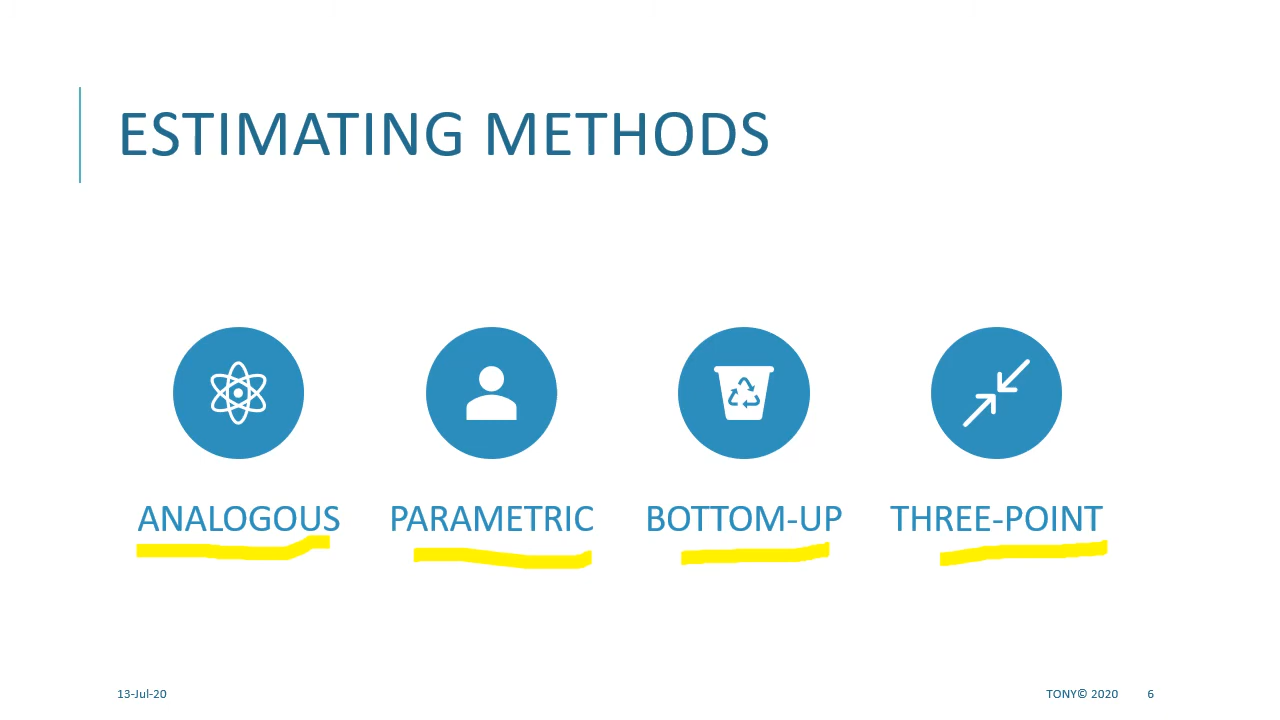 ESTIMATING METHODS
ANALOGOUS
PARAMETRIC
BOTTOM-UP
THREE-POINT
13-Jul-20
TONY© 2020
6